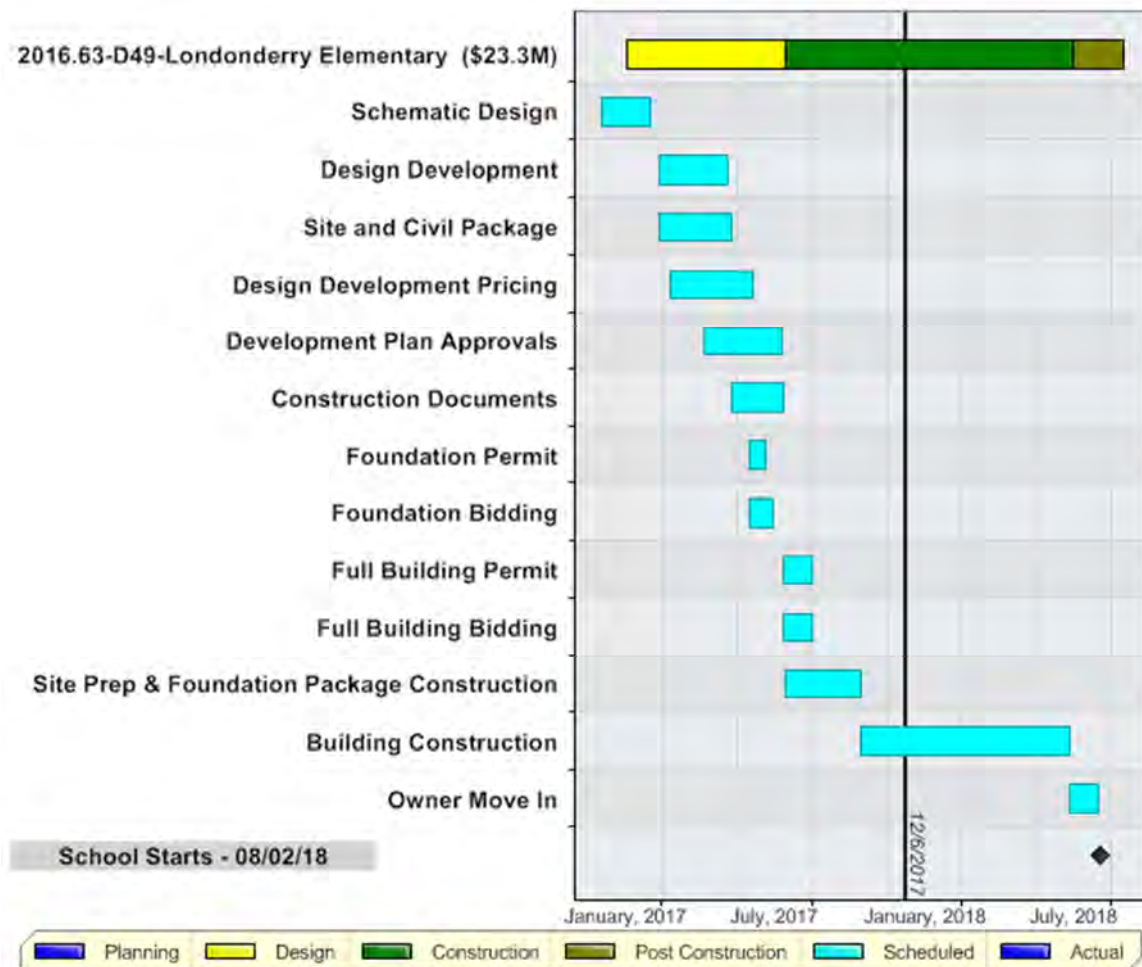 2016.63-D49-Londonderry Elementary ($23.3M)
Schematic Design
Design Development
Site and Civil Package
Design Development Pricing
Development Plan Approvals
Construction Documents
Foundation Permit
Foundation Bidding
Full Building Permit
Full Building Bidding
Site Prep & Foundation Package Construction
Building Construction
Owner Move In
12/6/2017
School Starts - 08/02/18
January, 2017 July, 2017 January, 2018 July, 2018
Planning Design Construction Post Construction Scheduled Actual